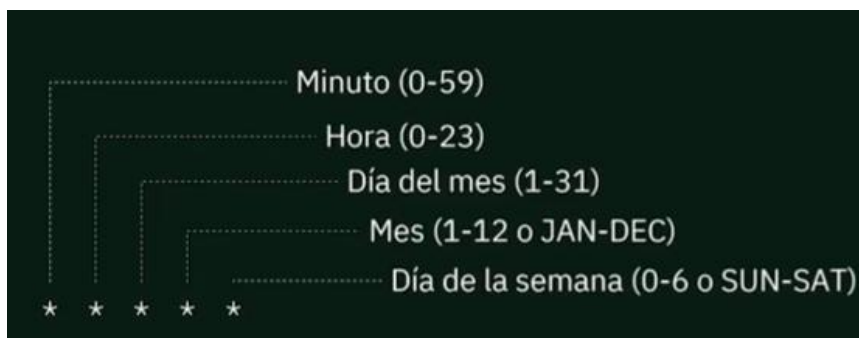 Minuto (0-59)
Hora (0-23)
Día del mes (1-31)
Mes (1-12 o JAN-DEC)
Día de la semana (0-6 o SUN-SAT)
* * * * *